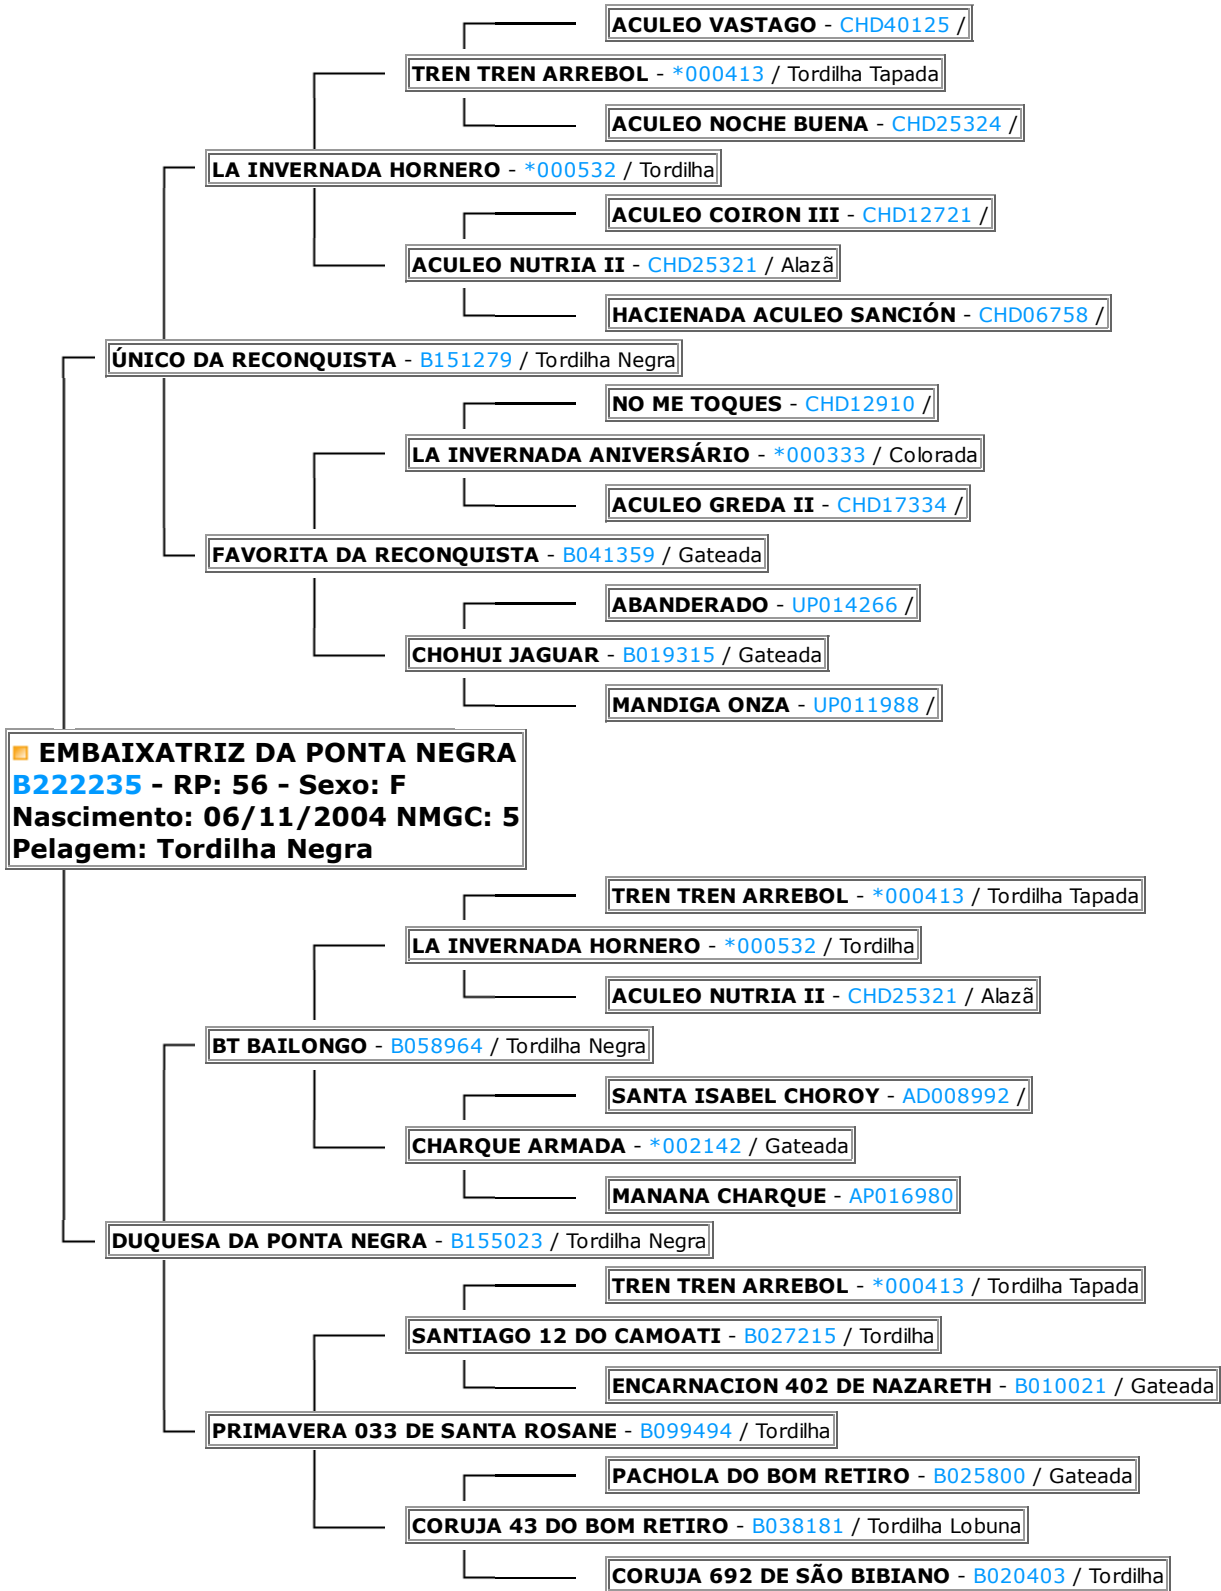 ACULEO VASTAGO - CHD40125 /
TREN TREN ARREBOL - *000413 / Tordilha Tapada
ACULEO NOCHE BUENA - CHD25324 /
LA INVERNADA HORNERO - *000532 / Tordilha
ACULEO COIRON III - CHD12721 /
ACULEO NUTRIA II - CHD25321 / Alazã
HACIENADA ACULEO SANCIÓN - CHD06758 /
ÚNICO DA RECONQUISTA - B151279 / Tordilha Negra
NO ME TOQUES - CHD12910 /
LA INVERNADA ANIVERSÁRIO - *000333 / Colorada
ACULEO GREDA II - CHD17334 /
FAVORITA DA RECONQUISTA - B041359 / Gateada
ABANDERADO - UP014266 /
CHOHUI JAGUAR - B019315 / Gateada
MANDIGA ONZA - UP011988 /
EMBAIXATRIZ DA PONTA NEGRA
B222235 - RP: 56 - Sexo: F
Nascimento: 06/11/2004 NMGC: 5
Pelagem: Tordilha Negra
TREN TREN ARREBOL - *000413 / Tordilha Tapada
LA INVERNADA HORNERO - *000532 / Tordilha
ACULEO NUTRIA II - CHD25321 / Alazã
BT BAILONGO - B058964 / Tordilha Negra
SANTA ISABEL CHOROY - AD008992 /
CHARQUE ARMADA - *002142 / Gateada
MANANA CHARQUE - AP016980
DUQUESA DA PONTA NEGRA - B155023 / Tordilha Negra
TREN TREN ARREBOL - *000413 / Tordilha Tapada
SANTIAGO 12 DO CAMOATI - B027215 / Tordilha
ENCARNACION 402 DE NAZARETH - B010021 / Gateada
PRIMAVERA 033 DE SANTA ROSANE - B099494 / Tordilha
PACHOLA DO BOM RETIRO - B025800 / Gateada
CORUJA 43 DO BOM RETIRO - B038181 / Tordilha Lobuna
CORUJA 692 DE SÃO BIBIANO - B020403 / Tordilha